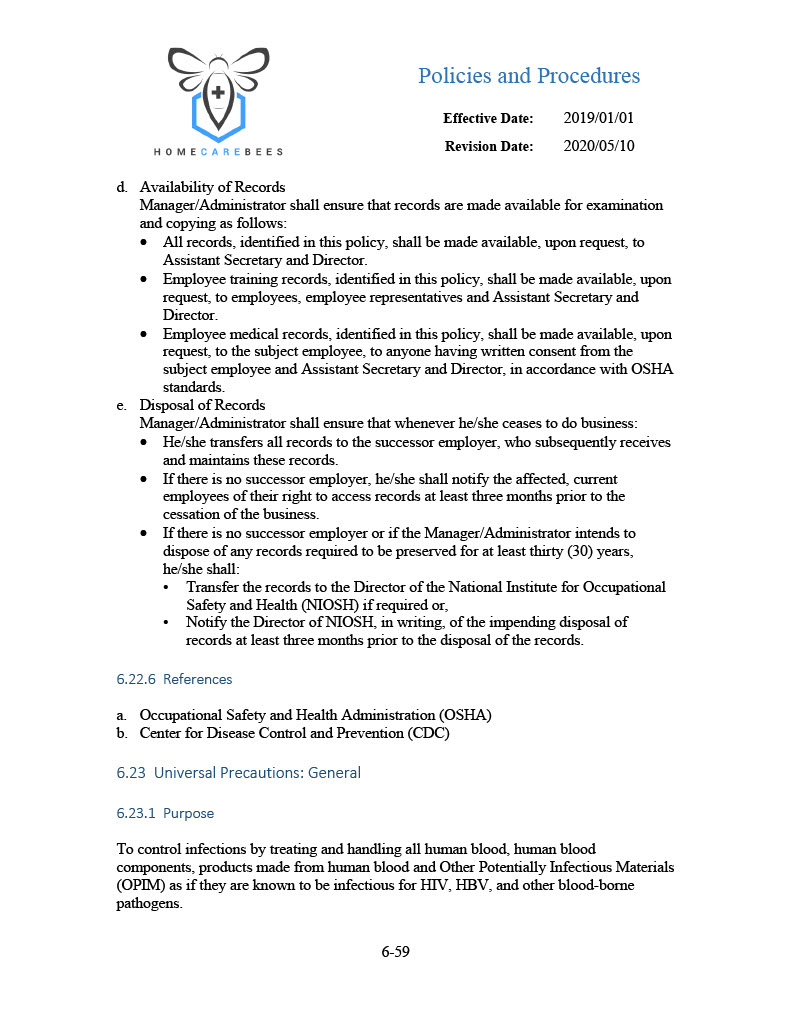 HOMECAREBEES
Policies and Procedures
Effective Date: 2019/01/01
Revision Date: 2020/05/10
d. Availability of Records
Manager/Administrator shall ensure that records are made available for examination
and copying as follows:
• All records, identified in this policy, shall be made available, upon request, to
Assistant Secretary and Director.
• Employee training records, identified in this policy, shall be made available, upon
request, to employees, employee representatives and Assistant Secretary and
Director.
• Employee medical records, identified in this policy, shall be made available, upon
request, to the subject employee, to anyone having written consent from the
subject employee and Assistant Secretary and Director, in accordance with OSHA
standards.
e. Disposal of Records
Manager/Administrator shall ensure that whenever he/she ceases to do business:
• He/she transfers all records to the successor employer, who subsequently receives
and maintains these records.
• If there is no successor employer, he/she shall notify the affected, current
employees of their right to access records at least three months prior to the
cessation of the business.
• If there is no successor employer or if the Manager/Administrator intends to
dispose of any records required to be preserved for at least thirty (30) years,
he/she shall:
• Transfer the records to the Director of the National Institute for Occupational
Safety and Health (NIOSH) if required or,
• Notify the Director of NIOSH, in writing, of the impending disposal of
records at least three months prior to the disposal of the records.
6.22.6 References
a. Occupational Safety and Health Administration (OSHA)
b. Center for Disease Control and Prevention (CDC)
6.23 Universal Precautions: General
6.23.1 Purpose
To control infections by treating and handling all human blood, human blood
components, products made from human blood and Other Potentially Infectious Materials
(OPIM) as if they are known to be infectious for HIV, HBV, and other blood-borne
pathogens.
6-59